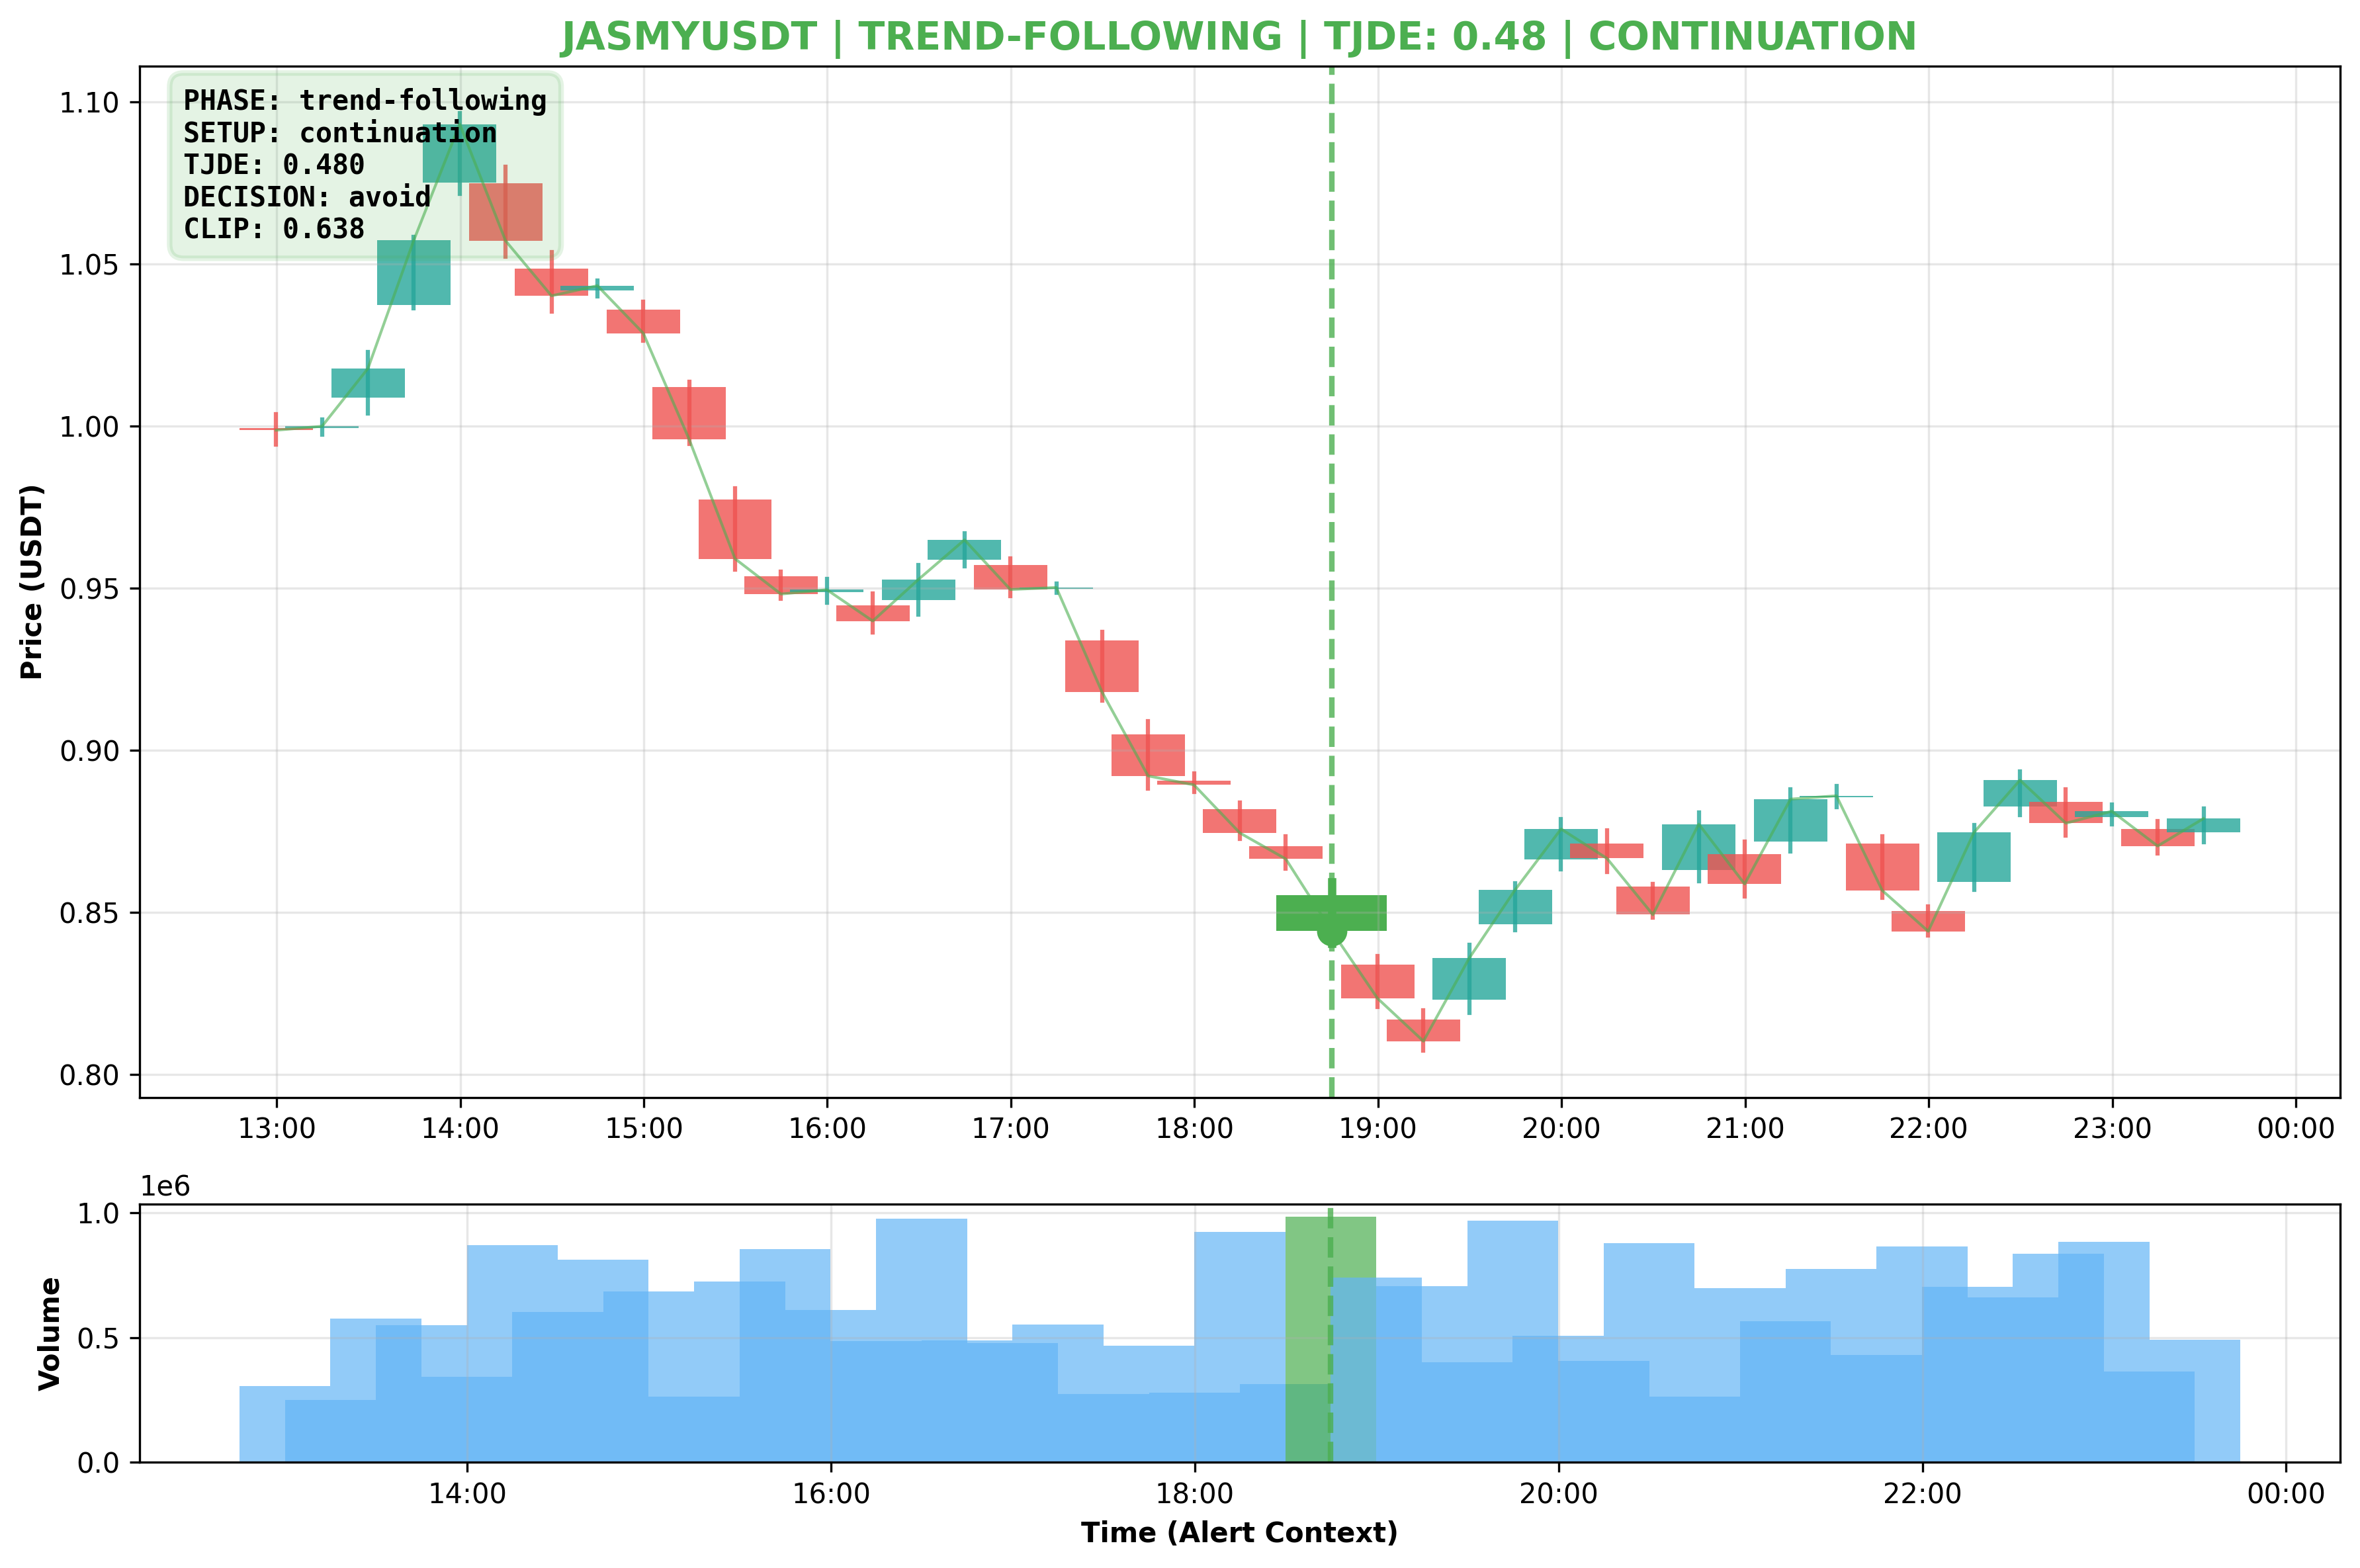 JASMYUSDT | TREND-FOLLOWING | TJDE: 0.48 | CONTINUATION
PHASE: trend-following
SETUP: continuation
TJDE: 0.480
DECISION: avoid
CLIP: 0.638
Price (USDT)
1.10
1.05
1.00
0.95
0.90
0.85
0.80
13:00 14:00 15:00 16:00 17:00 18:00 19:00 20:00 21:00 22:00 23:00 00:00
1e6
Volume
1.0
0.5
0.0
14:00 16:00 18:00 20:00 22:00 00:00
Time (Alert Context)